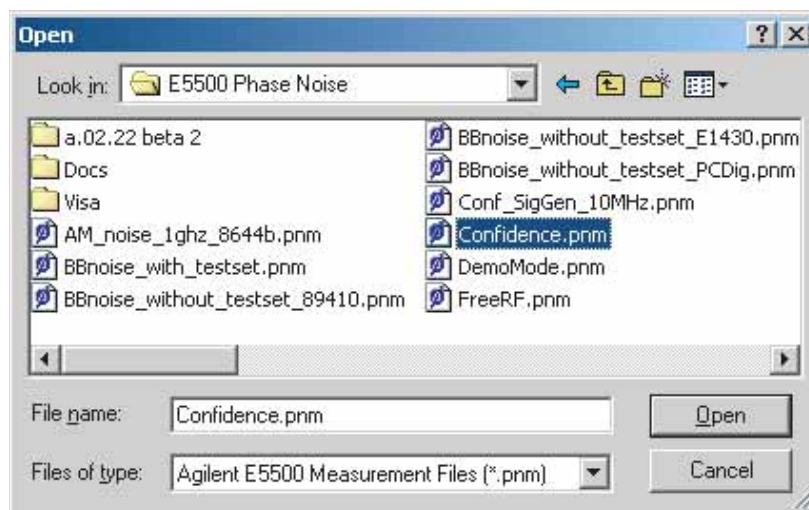 Open
Look in: E5500 Phase Noise
a.02.22 beta 2
Docs
Visa
AM_noise_1ghz_8644b.pnm
BBnoise_with_testset.pnm
BBnoise_without_testset_89410.pnm
BBnoise_without_testset_E1430.pnm
BBnoise_without_testset_PCDig.pnm
Conf_SigGen_10MHz.pnm
Confidence.pnm
DemoMode.pnm
FreeRF.pnm
File name: Confidence.pnm Open
Files of type: Agilent E5500 Measurement Files (*.pnm) Cancel